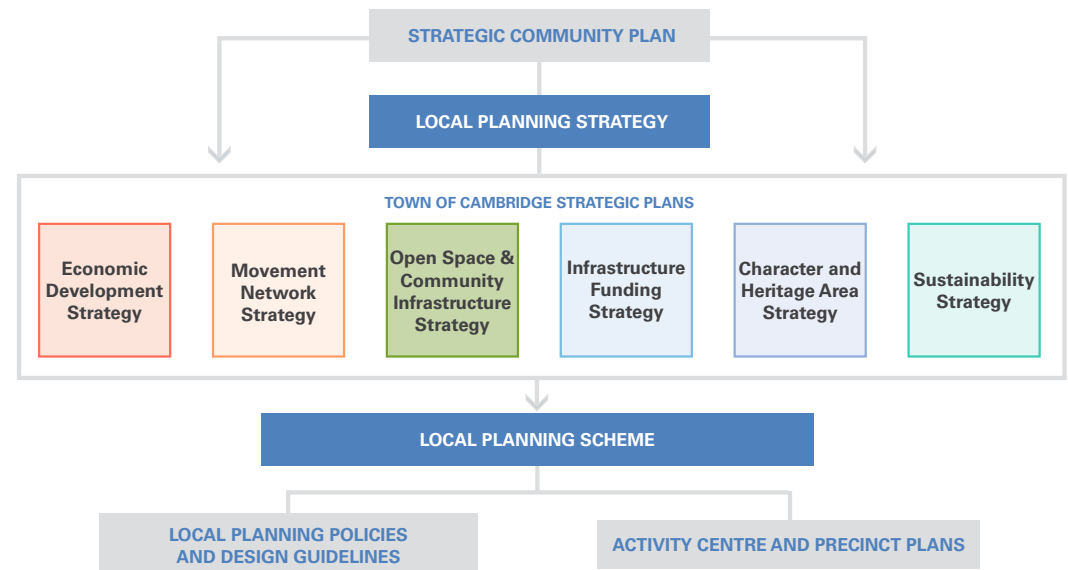 STRATEGIC COMMUNITY PLAN
LOCAL PLANNING STRATEGY
TOWN OF CAMBRIDGE STRATEGIC PLANS
Economic
Development
Strategy
Movement
Network
Strategy
Open Space &
Community
Infrastructure
Strategy
Infrastructure
Funding
Strategy
Character and
Heritage Area
Strategy
Sustainability
Strategy
LOCAL PLANNING SCHEME
LOCAL PLANNING POLICIES
AND DESIGN GUIDELINES
ACTIVITY CENTRE AND PRECINCT PLANS